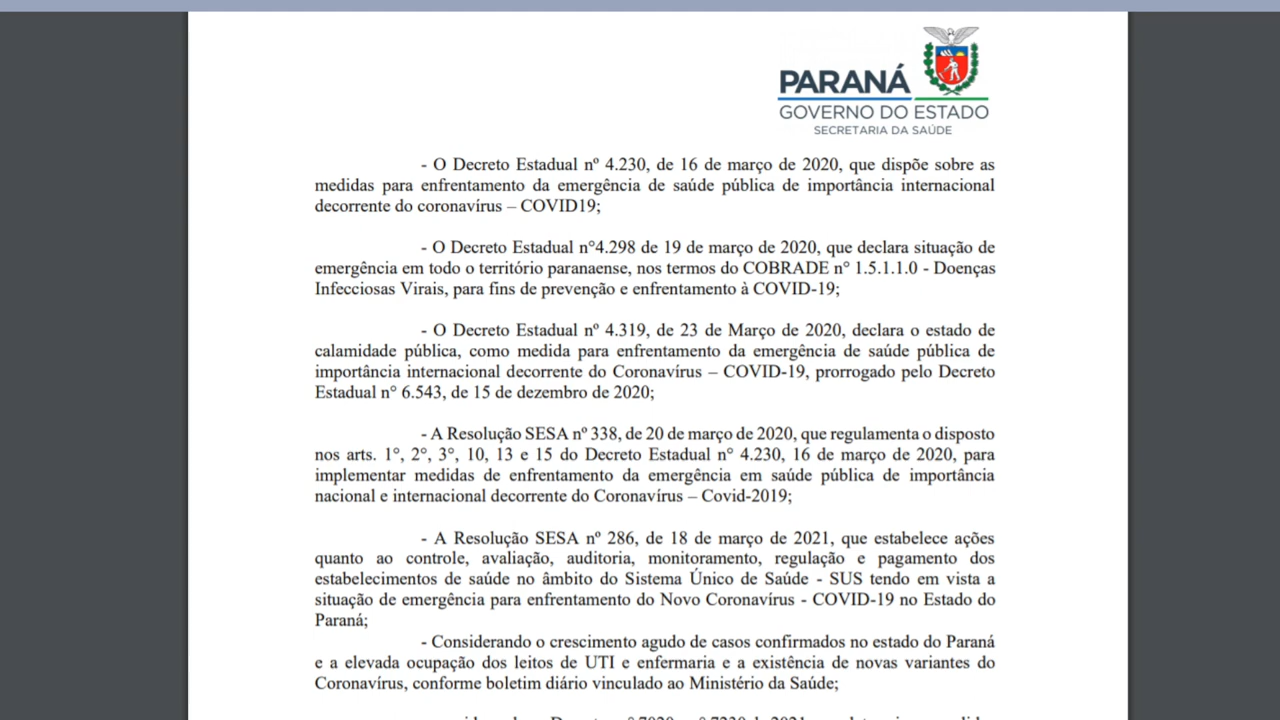 PARANÁ
GOVERNO DO ESTADO
SECRETARIA DA SAÚDE
- O Decreto Estadual nº 4.230, de 16 de março de 2020, que dispõe sobre as
medidas para enfrentamento da emergência de saúde pública de importância internacional
decorrente do coronavírus – COVID19;
- O Decreto Estadual n°4.298 de 19 de março de 2020, que declara situação de
emergência em todo o território paranaense, nos termos do COBRADE n° 1.5.1.1.0 - Doenças
Infecciosas Virais, para fins de prevenção e enfrentamento à COVID-19;
- O Decreto Estadual nº 4.319, de 23 de Março de 2020, declara o estado de
calamidade pública, como medida para enfrentamento da emergência de saúde pública de
importância internacional decorrente do Coronavírus – COVID-19, prorrogado pelo Decreto
Estadual n° 6.543, de 15 de dezembro de 2020;
- A Resolução SESA nº 338, de 20 de março de 2020, que regulamenta o disposto
nos arts. 1°, 2°, 3°, 10, 13 e 15 do Decreto Estadual n° 4.230, 16 de março de 2020, para
implementar medidas de enfrentamento da emergência em saúde pública de importância
nacional e internacional decorrente do Coronavírus – Covid-2019;
- A Resolução SESA nº 286, de 18 de março de 2021, que estabelece ações
quanto ao controle, avaliação, auditoria, monitoramento, regulação e pagamento dos
estabelecimentos de saúde no âmbito do Sistema Único de Saúde - SUS tendo em vista a
situação de emergência para enfrentamento do Novo Coronavírus - COVID-19 no Estado do
Paraná;
- Considerando o crescimento agudo de casos confirmados no estado do Paraná
e a elevada ocupação dos leitos de UTI e enfermaria e a existência de novas variantes do
Coronavírus, conforme boletim diário vinculado ao Ministério da Saúde;